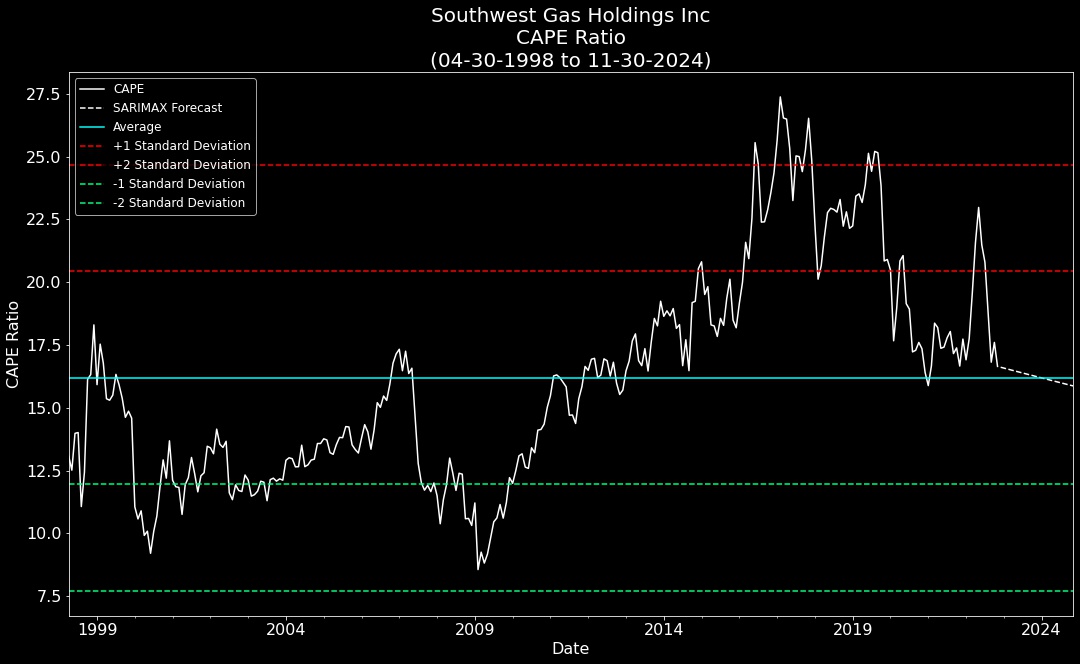 Southwest Gas Holdings Inc
CAPE Ratio
(04-30-1998 to 11-30-2024)
CAPE
SARIMAX Forecast
Average
+1 Standard Deviation
+2 Standard Deviation
-1 Standard Deviation
-2 Standard Deviation
CAPE Ratio
27.5
25.0
22.5
20.0
17.5
15.0
12.5
10.0
7.5
1999
2004
2009
2014
2019
2024
Date